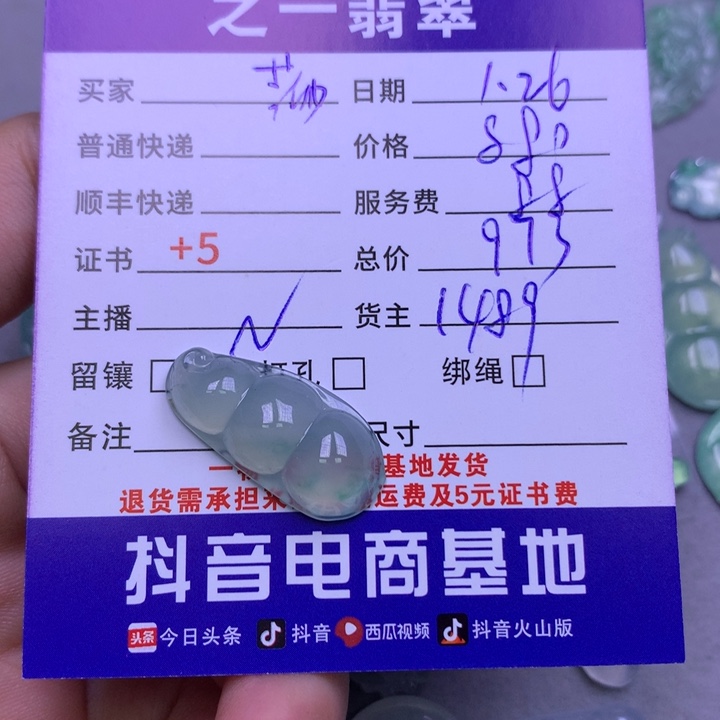 之一翡翠
买家 日期 1.26
普通快递 价格 880
顺丰快递 服务费 88
证书 +5 总价 973
主播 货主 1489
留镶 孔 绑绳
备注 尺寸
一 基地发货
退货需承担来 运费及5元证书费
抖音电商基地
头条 今日头条 抖音 西瓜视频 抖音火山版